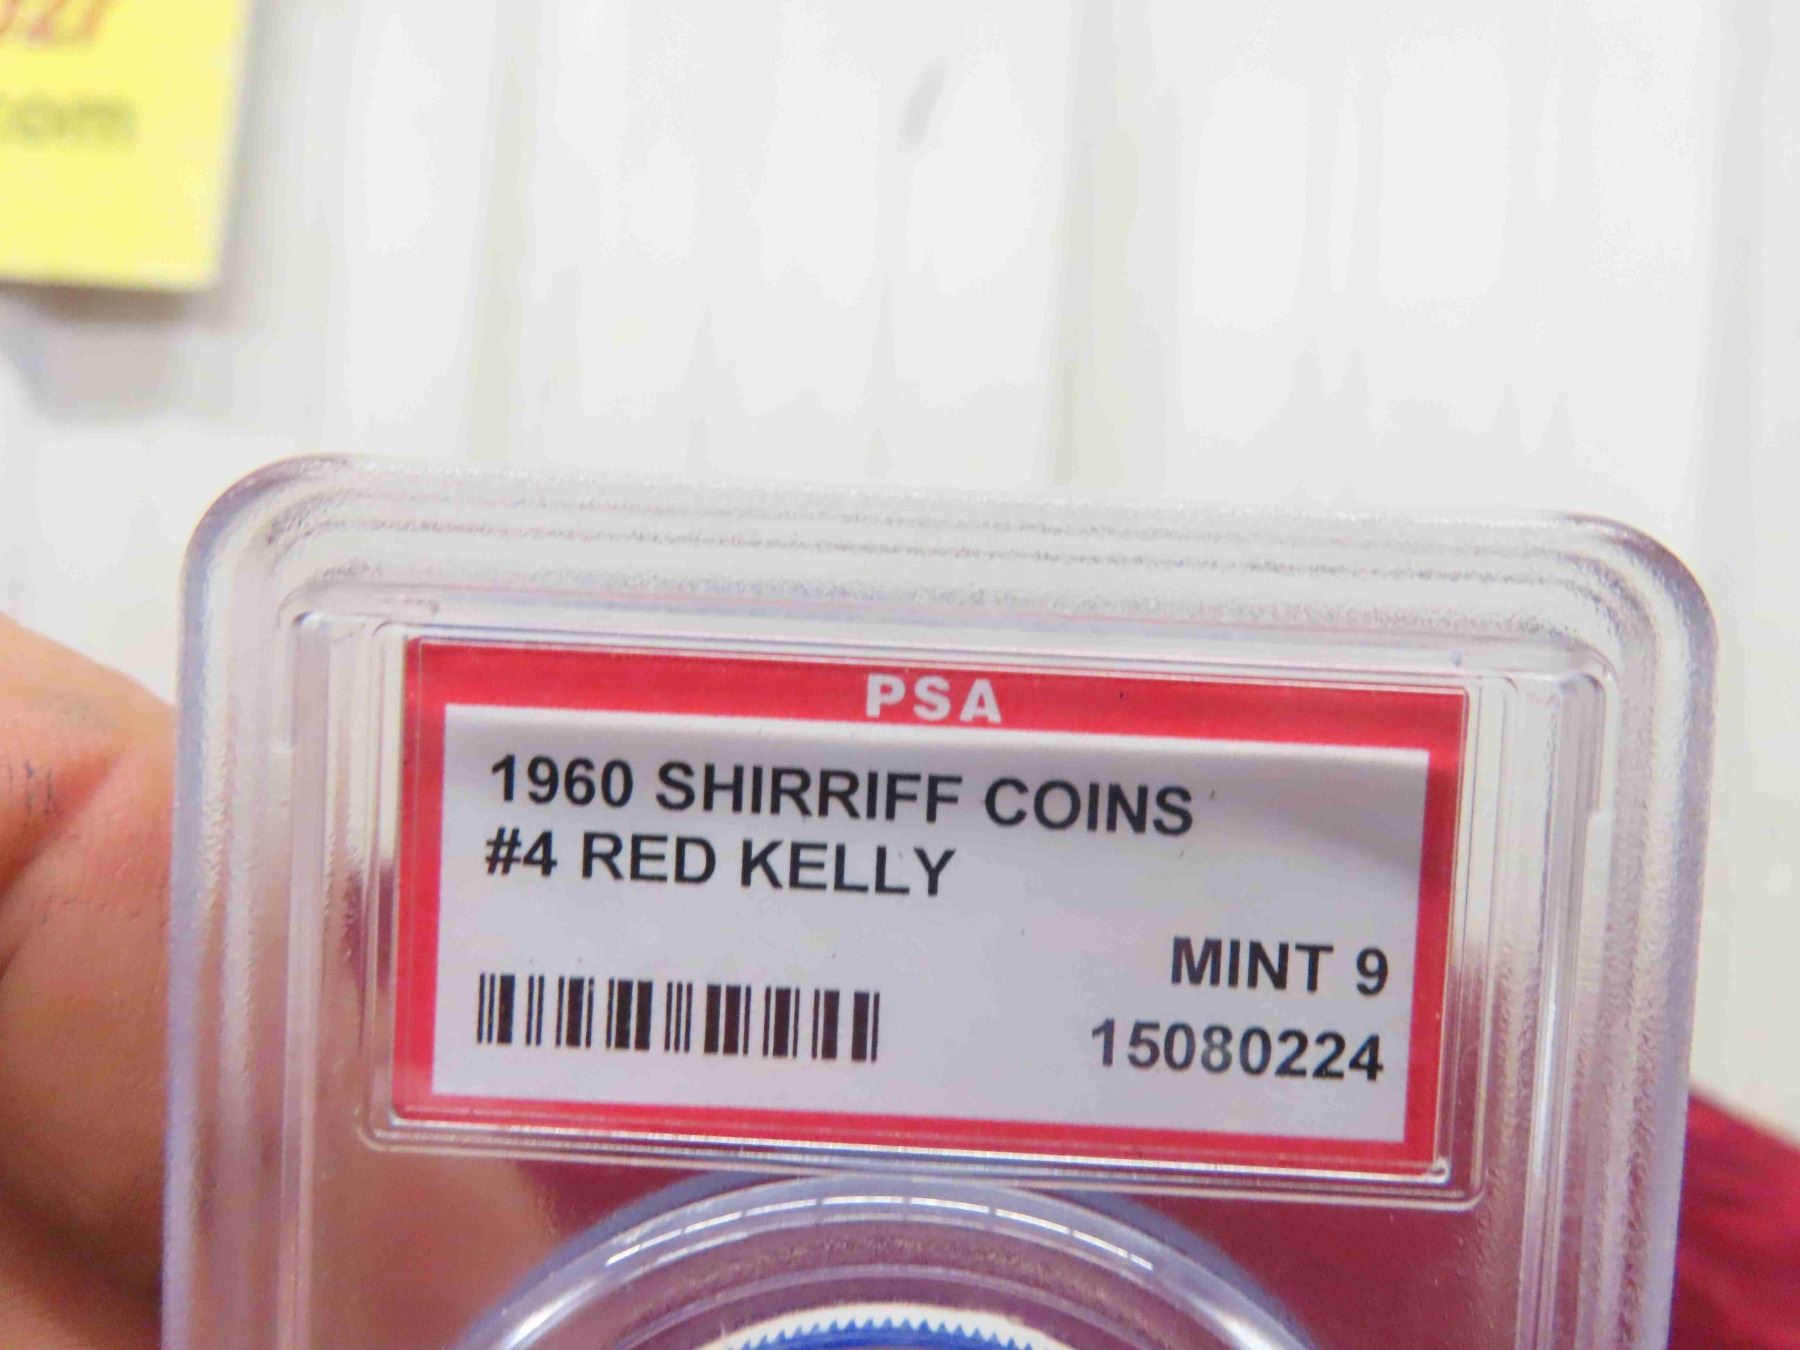 PSA
1960 SHIRRIFF COINS
#4 RED KELLY
MINT 9
15080224